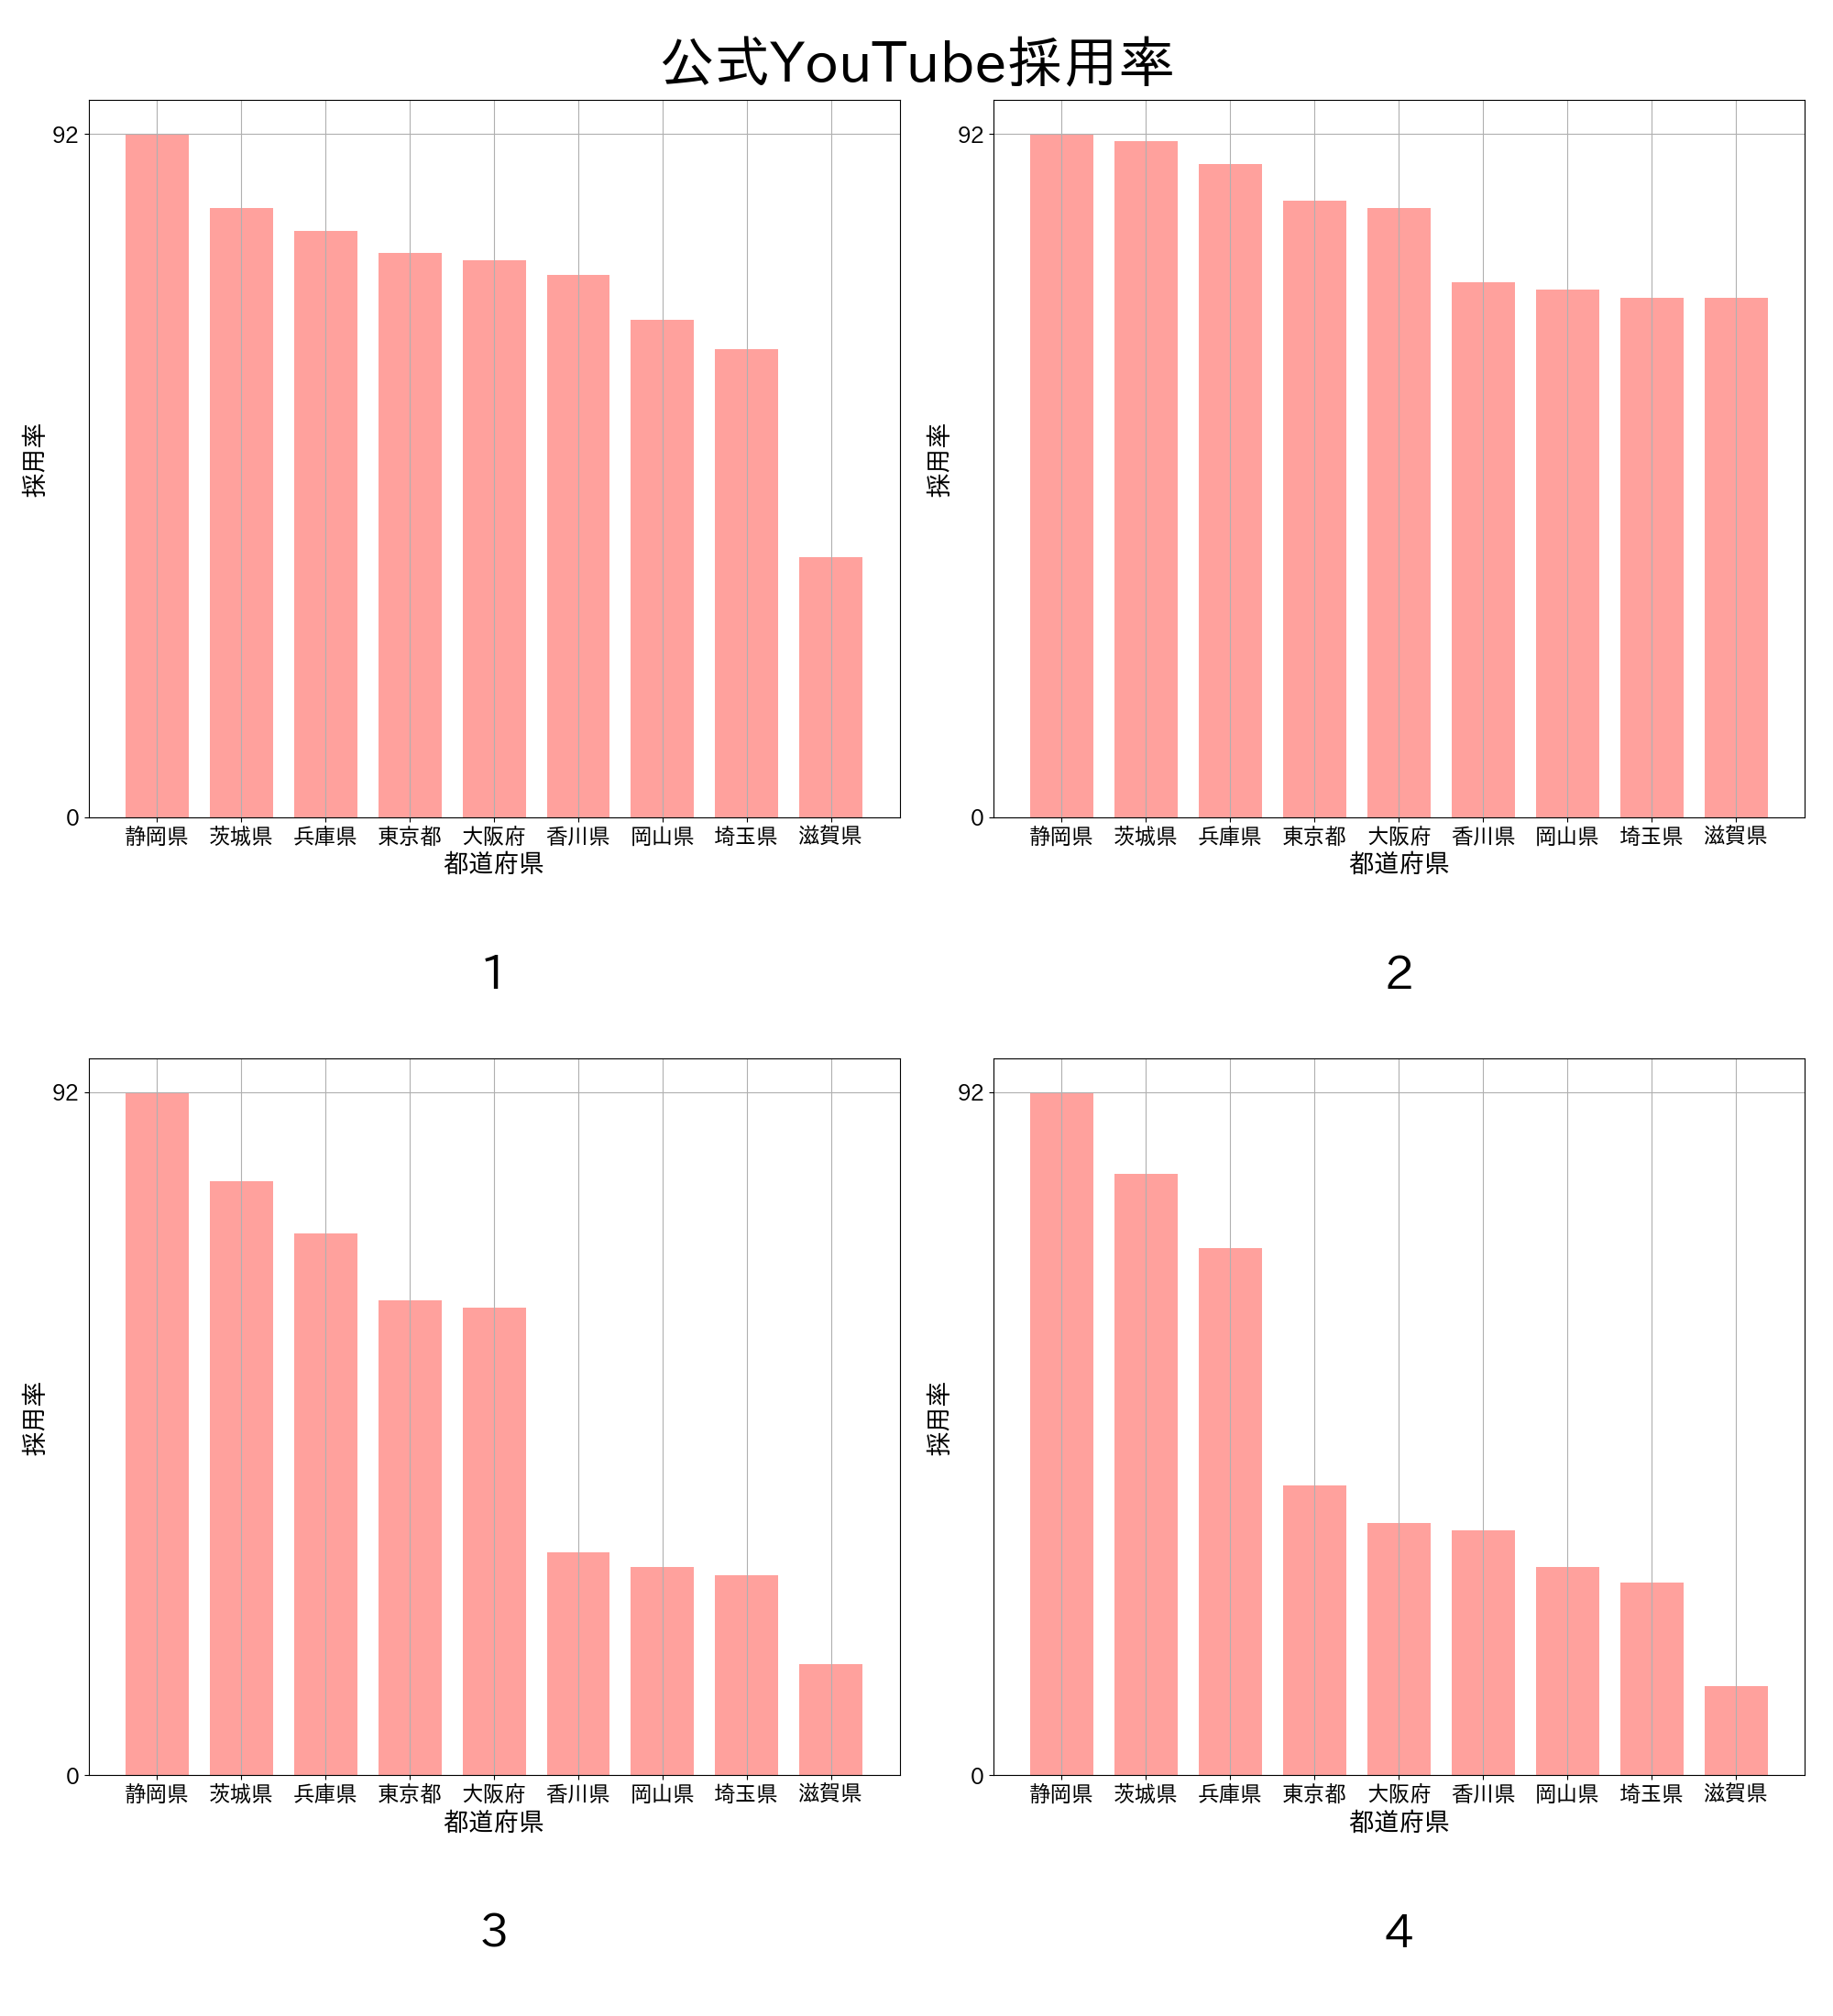 公式YouTube採用率
92
0
採用率
静岡県 茨城県 兵庫県 東京都 大阪府 香川県 岡山県 埼玉県 滋賀県
都道府県
1
92
0
採用率
静岡県 茨城県 兵庫県 東京都 大阪府 香川県 岡山県 埼玉県 滋賀県
都道府県
2
92
0
採用率
静岡県 茨城県 兵庫県 東京都 大阪府 香川県 岡山県 埼玉県 滋賀県
都道府県
3
92
0
採用率
静岡県 茨城県 兵庫県 東京都 大阪府 香川県 岡山県 埼玉県 滋賀県
都道府県
4